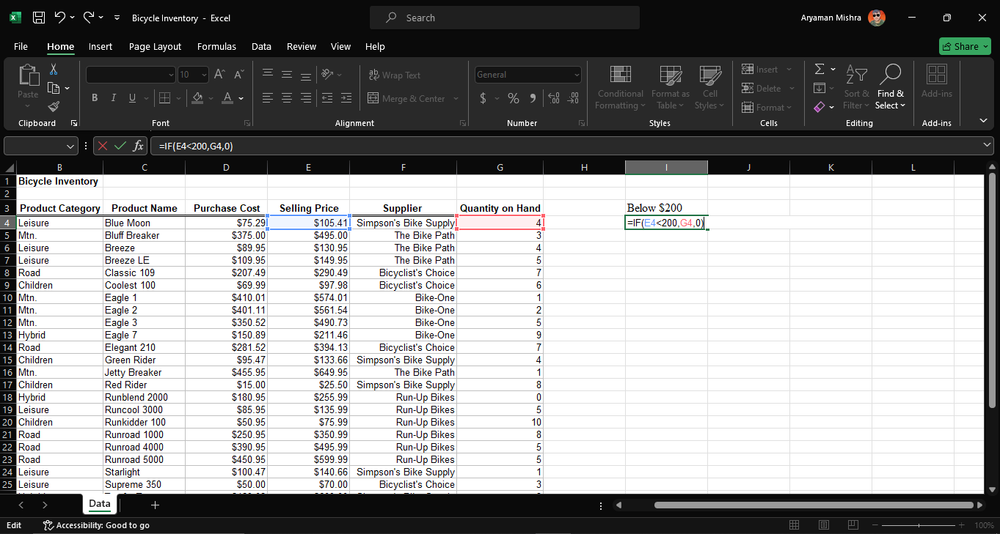 Bicycle Inventory - Excel
Search
Aryaman Mishra
File Home Insert Page Layout Formulas Data Review View Help
Share
Paste
10
General
Wrap Text
Merge & Center
Conditional Formatting
Format as Table
Cell Styles
Insert
Delete
Format
Sort & Filter
Find & Select
Add-ins
Clipboard Font Alignment Number Styles Cells Editing Add-ins
=IF(E4<200,G4,0)
B C D E F G H I J K L
1 Bicycle Inventory
2
3 Product Category Product Name Purchase Cost Selling Price Supplier Quantity on Hand Below $200
4 Leisure Blue Moon $75.29 $105.41 Simpson's Bike Supply 4 =IF(E4<200,G4,0)
5 Mtn. Bluff Breaker $375.00 $495.00 The Bike Path 3
6 Leisure Breeze $89.95 $130.95 The Bike Path 4
7 Leisure Breeze LE $109.95 $149.95 The Bike Path 5
8 Road Classic 109 $207.49 $290.49 Bicyclist's Choice 7
9 Children Coolest 100 $69.99 $97.98 Bicyclist's Choice 6
10 Mtn. Eagle 1 $410.01 $574.01 Bike-One 1
11 Mtn. Eagle 2 $401.11 $561.54 Bike-One 2
12 Mtn. Eagle 3 $350.52 $490.73 Bike-One 5
13 Hybrid Eagle 7 $150.89 $211.46 Bike-One 9
14 Road Elegant 210 $281.52 $394.13 Bicyclist's Choice 7
15 Children Green Rider $95.47 $133.66 Simpson's Bike Supply 4
16 Mtn. Jetty Breaker $455.95 $649.95 The Bike Path 1
17 Children Red Rider $15.00 $25.50 Simpson's Bike Supply 8
18 Hybrid Runblend 2000 $180.95 $255.99 Run-Up Bikes 0
19 Leisure Runcool 3000 $85.95 $135.99 Run-Up Bikes 5
20 Children Runkidder 100 $50.95 $75.99 Run-Up Bikes 10
21 Road Runroad 1000 $250.95 $350.99 Run-Up Bikes 8
22 Road Runroad 4000 $390.95 $495.99 Run-Up Bikes 5
23 Road Runroad 5000 $450.95 $599.99 Run-Up Bikes 5
24 Leisure Starlight $100.47 $140.66 Simpson's Bike Supply 1
25 Leisure Supreme 350 $50.00 $70.00 Bicyclist's Choice 3
Data
Edit Accessibility: Good to go 100%